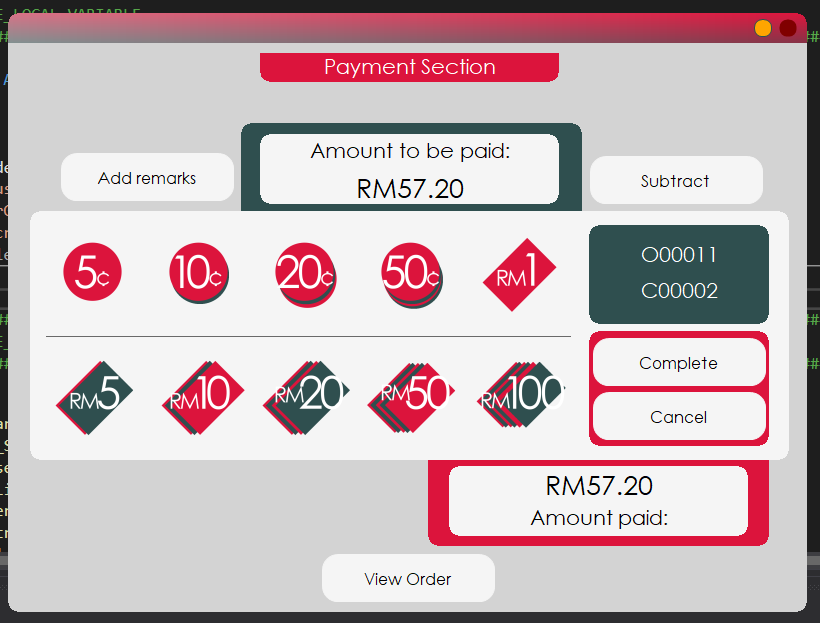 E_LOCAL_VARIABLE
Payment Section
Amount to be paid:
RM57.20
Add remarks
Subtract
5¢
10¢
20¢
50¢
RM1
O00011
C00002
Complete
Cancel
RM5
RM10
RM20
RM50
RM100
RM57.20
Amount paid:
View Order